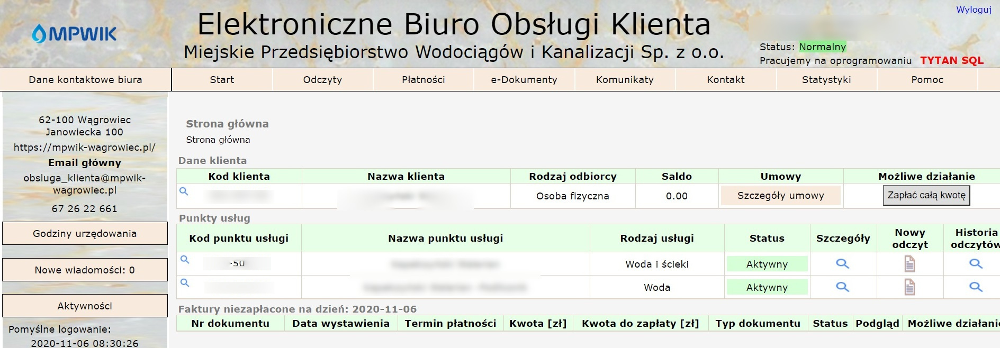 Wyloguj
MPWIK
Elektroniczne Biuro Obsługi Klienta
Miejskie Przedsiębiorstwo Wodociągów i Kanalizacji Sp. z o.o.
Status: Normalny
Pracujemy na oprogramowaniu TYTAN SQL
Dane kontaktowe biura Start Odczyty Płatności e-Dokumenty Komunikaty Kontakt Statystyki Pomoc
62-100 Wągrowiec
Janowiecka 100
https://mpwik-wagrowiec.pl/
Email główny
obsluga_klienta@mpwik-
wagrowiec.pl
67 26 22 661
Godziny urzędowania
Nowe wiadomości: 0
Aktywności
Pomyślne logowanie:
2020-11-06 08:30:26
Strona główna
Strona główna
Dane klienta
Kod klienta Nazwa klienta Rodzaj odbiorcy Saldo Umowy Możliwe działanie
Osoba fizyczna 0.00 Szczegóły umowy Zapłać całą kwotę
Punkty usług
Kod punktu usługi Nazwa punktu usługi Rodzaj usługi Status Szczegóły Nowy odczyt Historia odczytów
-50 Woda i ścieki Aktywny
Woda Aktywny
Faktury niezapłacone na dzień: 2020-11-06
Nr dokumentu Data wystawienia Termin płatności Kwota [zł] Kwota do zapłaty [zł] Typ dokumentu Status Podgląd Możliwe działanie